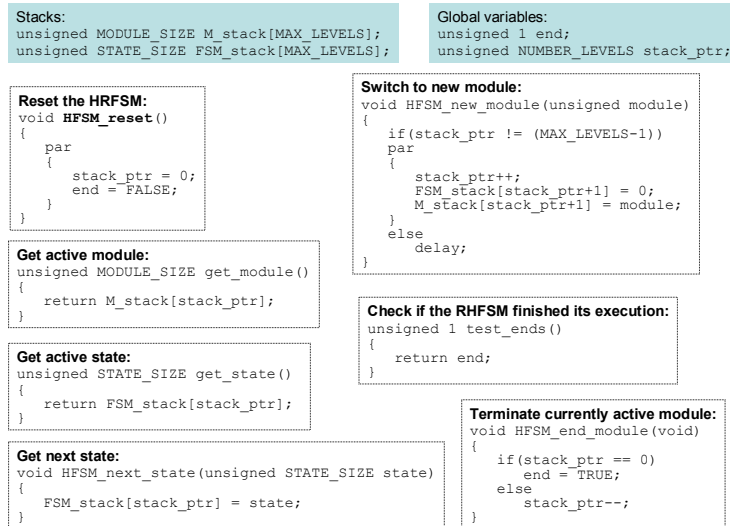 Stacks:
unsigned MODULE_SIZE M_stack[MAX_LEVELS];
unsigned STATE_SIZE FSM_stack[MAX_LEVELS];
Global variables:
unsigned 1 end;
unsigned NUMBER_LEVELS stack_ptr;
Reset the HRFSM:
void HFSM_reset()
{
par
{
stack_ptr = 0;
end = FALSE;
}
}
Get active module:
unsigned MODULE_SIZE get_module()
{
return M_stack[stack_ptr];
}
Get active state:
unsigned STATE_SIZE get_state()
{
return FSM_stack[stack_ptr];
}
Get next state:
void HFSM_next_state(unsigned STATE_SIZE state)
{
FSM_stack[stack_ptr] = state;
}
Switch to new module:
void HFSM_new_module(unsigned module)
{
if(stack_ptr != (MAX_LEVELS-1))
par
{
stack_ptr++;
FSM_stack[stack_ptr+1] = 0;
M_stack[stack_ptr+1] = module;
}
else
delay;
}
Check if the RHFSM finished its execution:
unsigned 1 test_ends()
{
return end;
}
Terminate currently active module:
void HFSM_end_module(void)
{
if(stack_ptr == 0)
end = TRUE;
else
stack_ptr--;
}